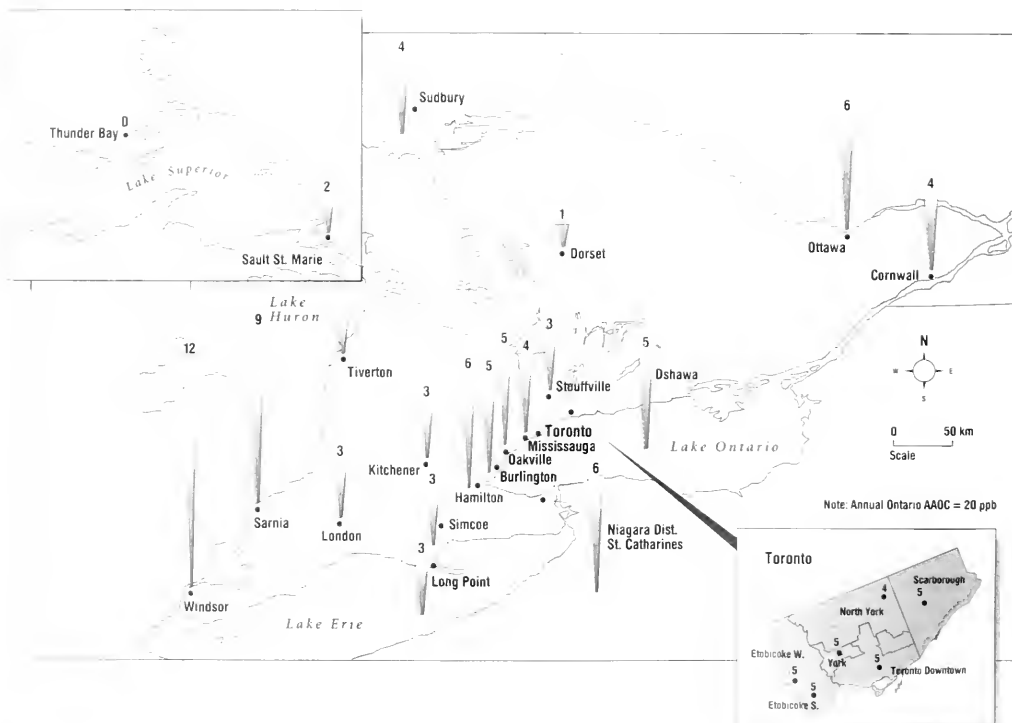 0
Thunder Bay
Lake Superior
2
Sault St. Marie
4
Sudbury
6
Ottawa
4
Cornwall
1
Dorset
Lake
Huron
9
12
Tiverton
3
Stouffville
5
Oshawa
4
5
5
6
Toronto
Mississauga
Oakville
Burlington
Hamilton
3
Kitchener
3
Simcoe
3
Long Point
3
London
Sarnia
Windsor
Lake Erie
Lake Ontario
6
Niagara Dist.
St. Catharines
N
W
E
S
0 50 km
Scale
Note: Annual Ontario AAQC = 20 ppb
Toronto
Scarborough
5
4
North York
5
York
5
Toronto Downtown
Etobicoke W.
5
5
Etobicoke S.